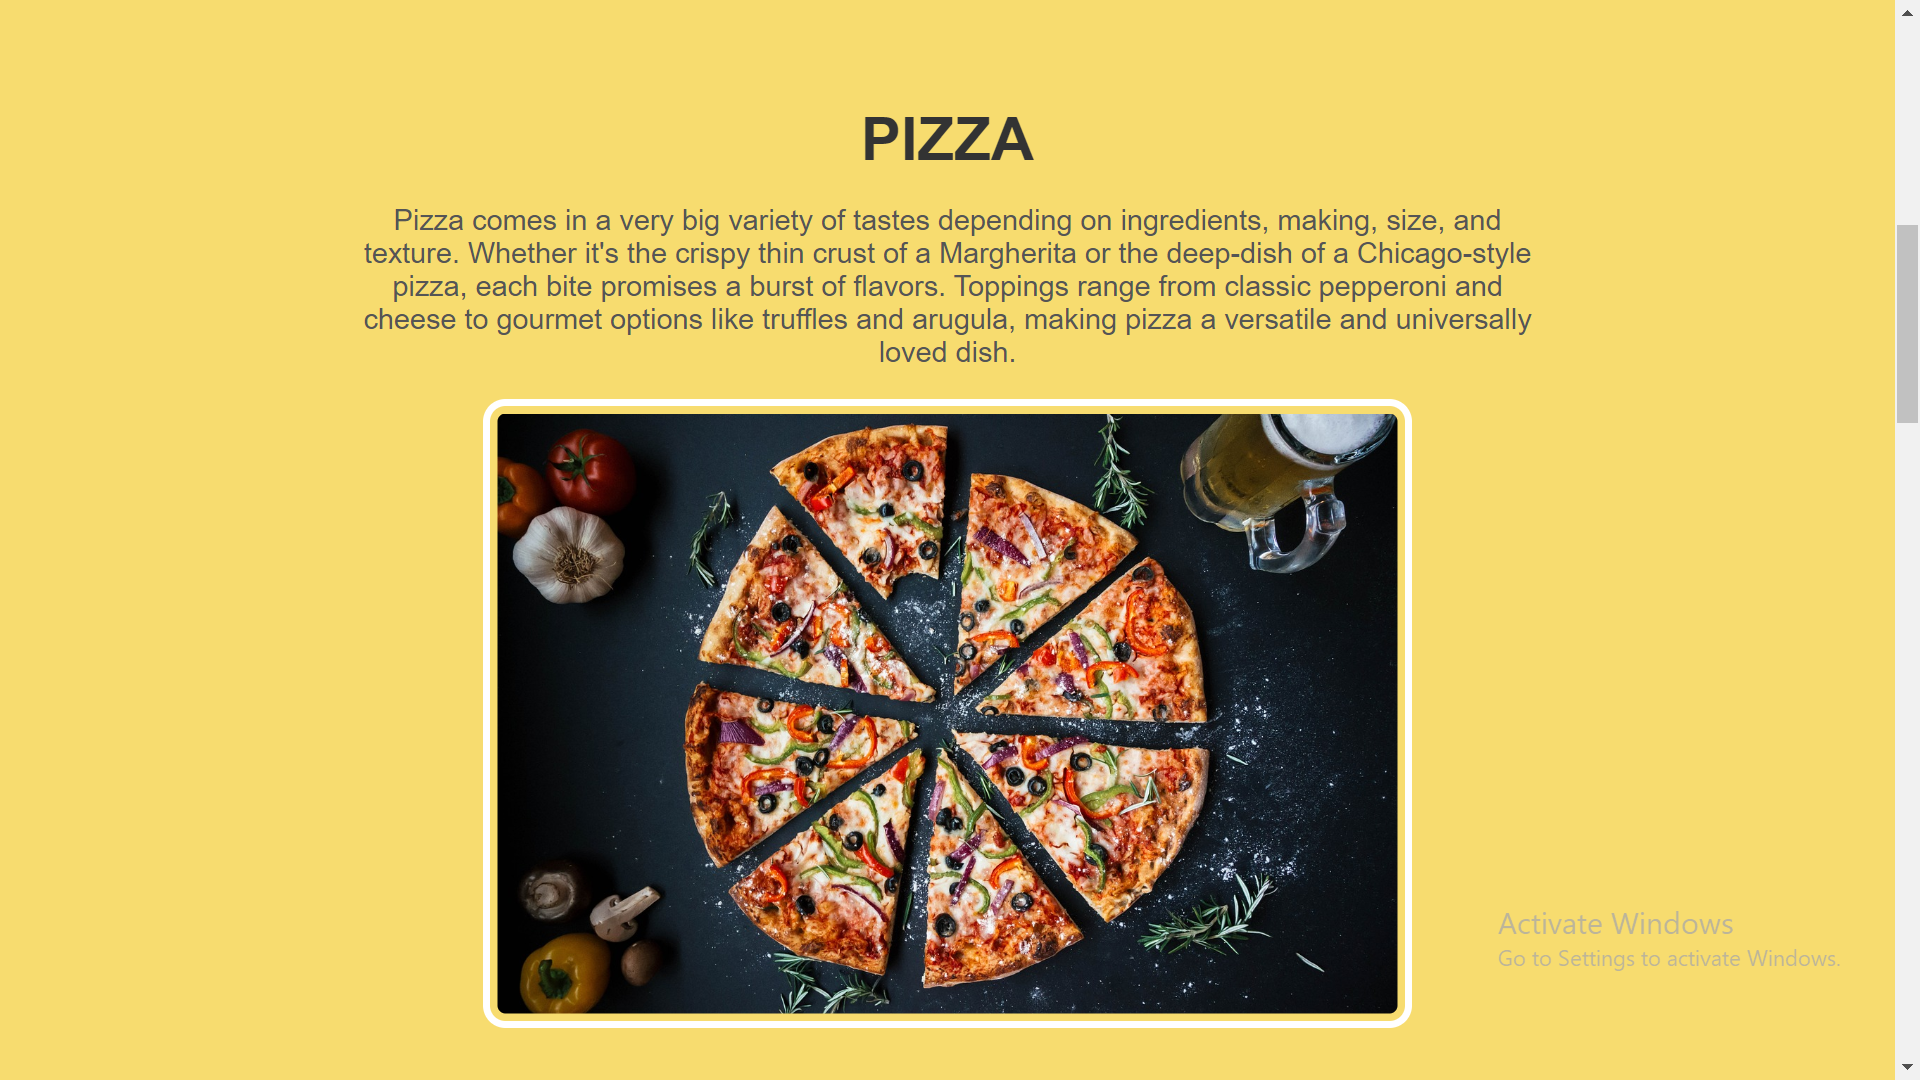 PIZZA
Pizza comes in a very big variety of tastes depending on ingredients, making, size, and
texture. Whether it's the crispy thin crust of a Margherita or the deep-dish of a Chicago-style
pizza, each bite promises a burst of flavors. Toppings range from classic pepperoni and
cheese to gourmet options like truffles and arugula, making pizza a versatile and universally
loved dish.
Activate Windows
Go to Settings to activate Windows.